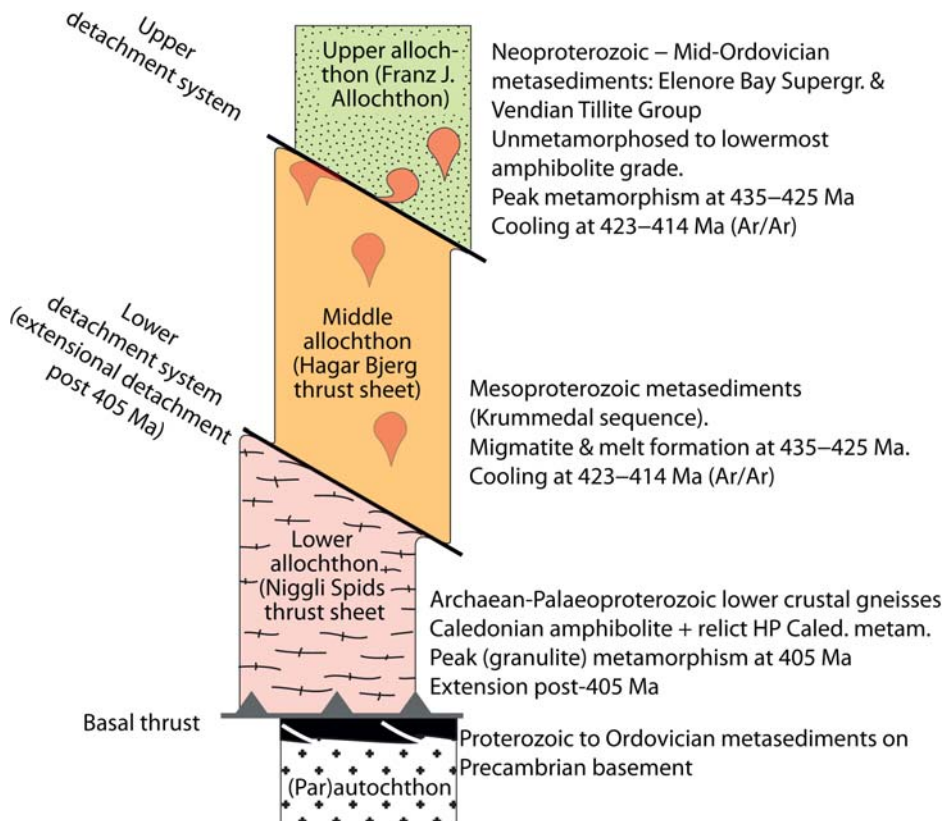 Upper
detachment system
Upper alloch-
thon (Franz J.
Allochthon)
Neoproterozoic – Mid-Ordovician
metasediments: Elenore Bay Supergr. &
Vendian Tillite Group
Unmetamorphosed to lowermost
amphibolite grade.
Peak metamorphism at 435–425 Ma
Cooling at 423–414 Ma (Ar/Ar)
Lower
detachment system
(extensional detachment
post 405 Ma)
Middle
allochthon
(Hagar Bjerg
thrust sheet)
Mesoproterozoic metasediments
(Krummedal sequence).
Migmatite & melt formation at 435–425 Ma.
Cooling at 423–414 Ma (Ar/Ar)
Lower
allochthon
(Niggli Spids
thrust sheet
Archaean-Palaeoproterozoic lower crustal gneisses
Caledonian amphibolite + relict HP Caled. metam.
Peak (granulite) metamorphism at 405 Ma
Extension post-405 Ma
Basal thrust
Proterozoic to Ordovician metasediments on
Precambrian basement
(Par)autochthon